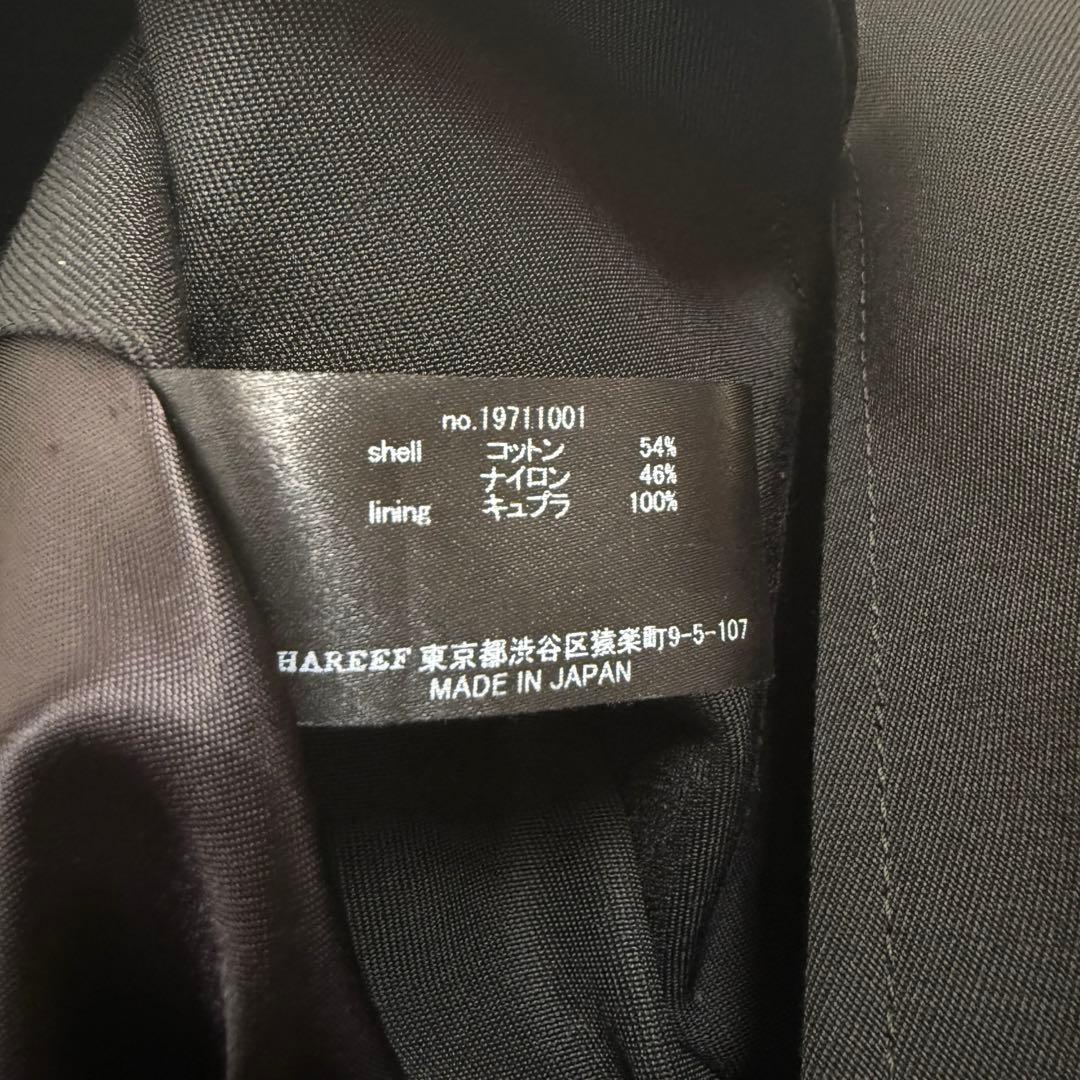 no.19711001
shell コットン 54%
ナイロン 46%
lining キュプラ 100%
HAREEF 東京都渋谷区猿楽町9-5-107
MADE IN JAPAN